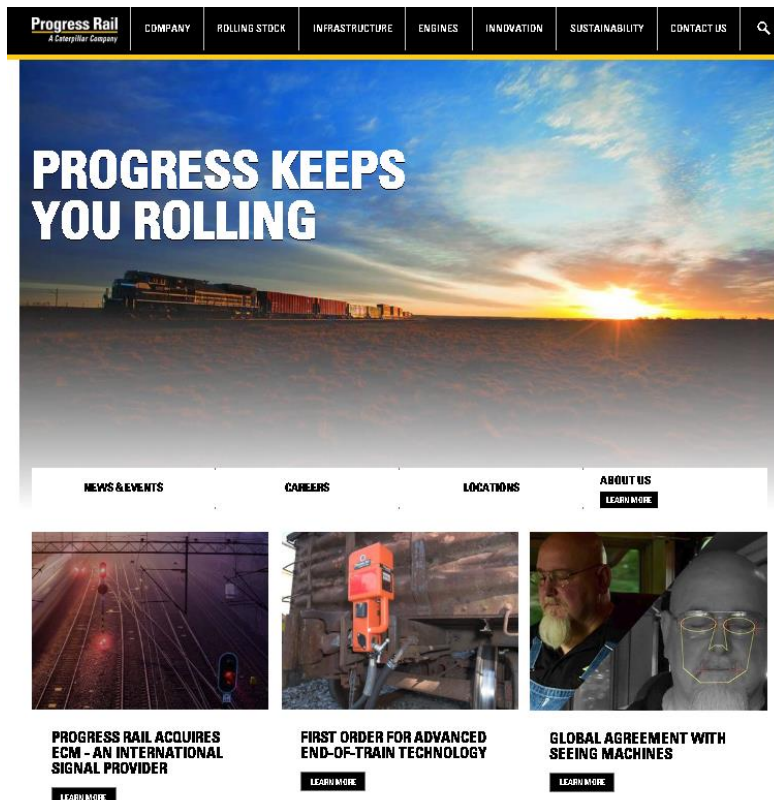 Progress Rail
A Caterpillar Company
COMPANY
ROLLING STOCK
INFRASTRUCTURE
ENGINES
INNOVATION
SUSTAINABILITY
CONTACT US
PROGRESS KEEPS
YOU ROLLING
NEWS & EVENTS
CAREERS
LOCATIONS
ABOUT US
LEARN MORE
PROGRESS RAIL ACQUIRES
ECM - AN INTERNATIONAL
SIGNAL PROVIDER
LEARN MORE
FIRST ORDER FOR ADVANCED
END-OF-TRAIN TECHNOLOGY
LEARN MORE
GLOBAL AGREEMENT WITH
SEEING MACHINES
LEARN MORE